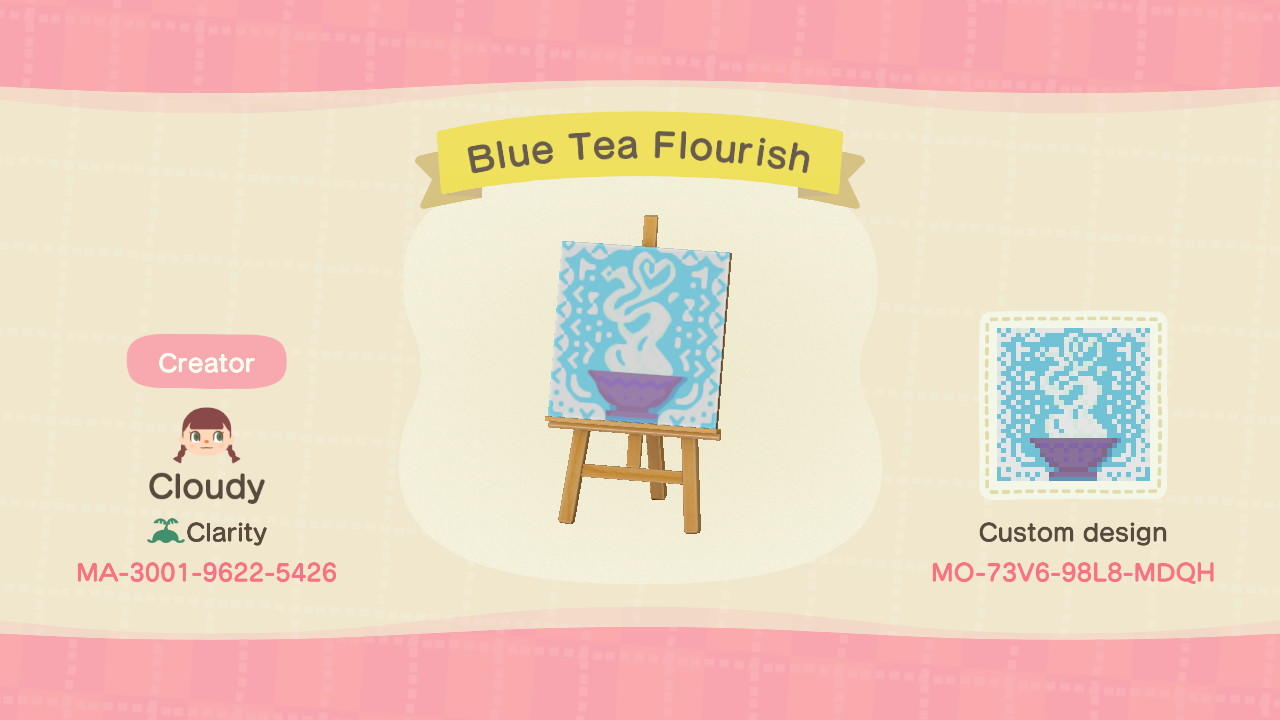 Blue Tea Flourish
Creator
Cloudy
Clarity
MA-3001-9622-5426
Custom design
MO-73V6-98L8-MDQH